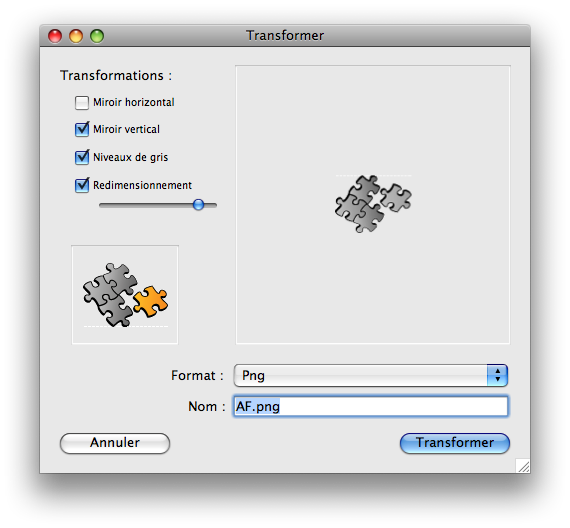 Transformer
Transformations :
Miroir horizontal
Miroir vertical
Niveaux de gris
Redimensionnement
Format :
Png
Nom :
AF.png
Annuler
Transformer